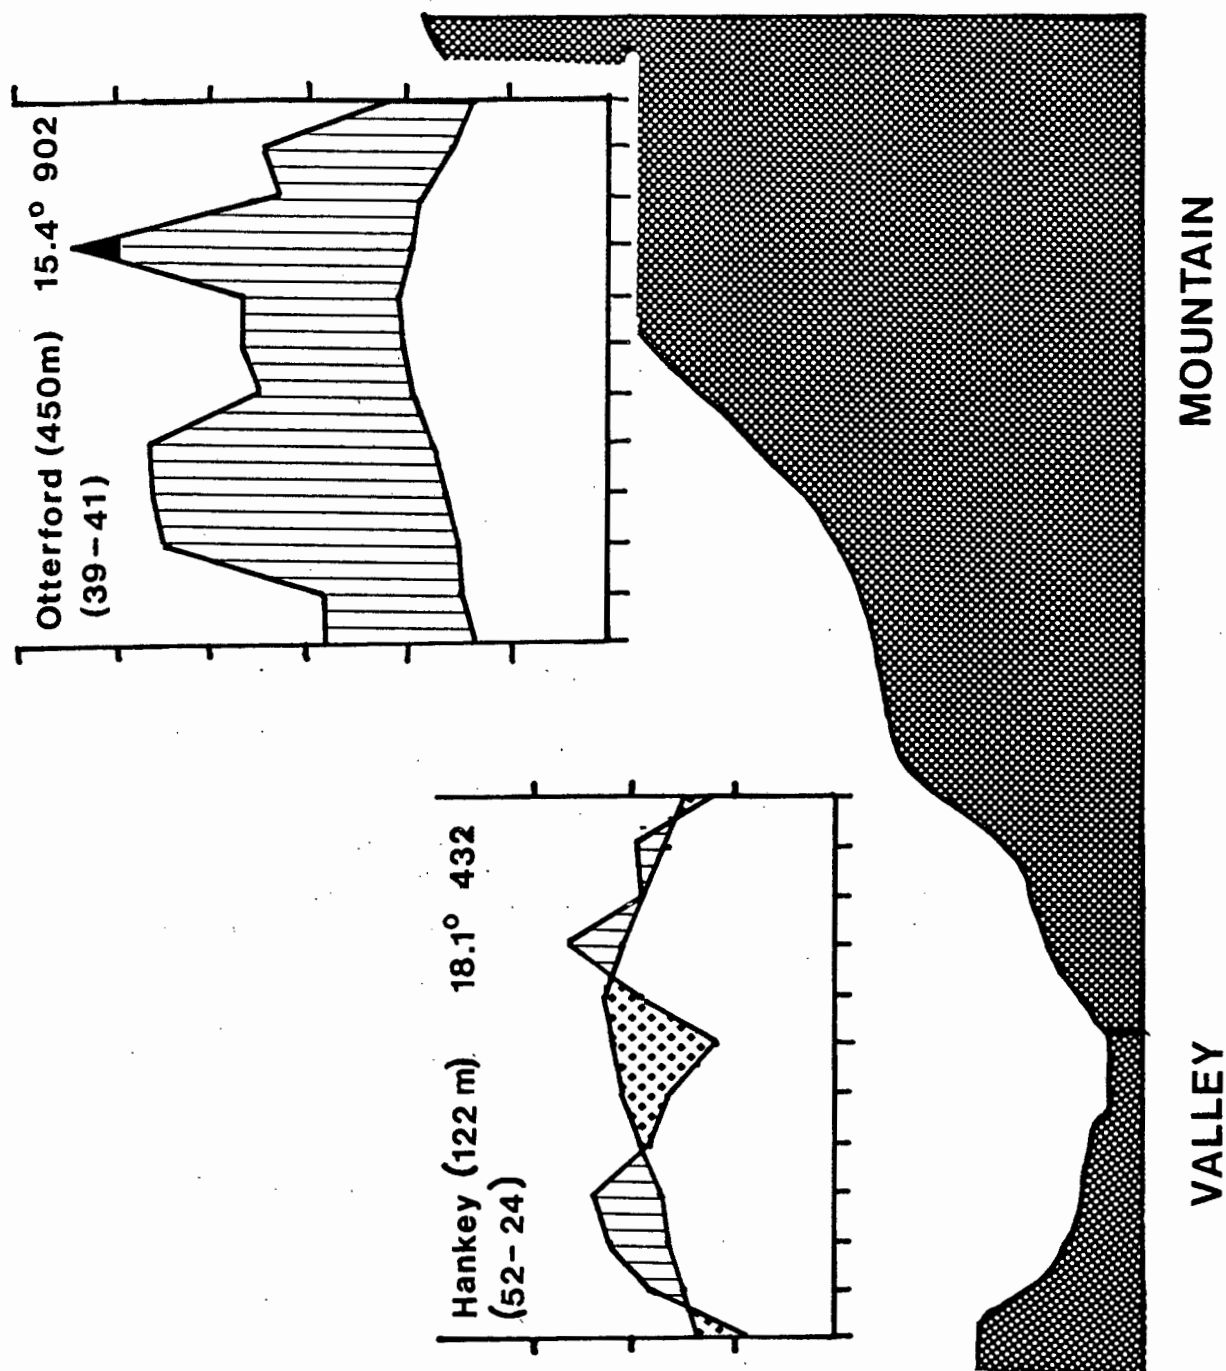 Otterford (450m) 15.4° 902
(39-41)
Hankey (122 m) 18.1° 432
(52-24)
VALLEY
MOUNTAIN